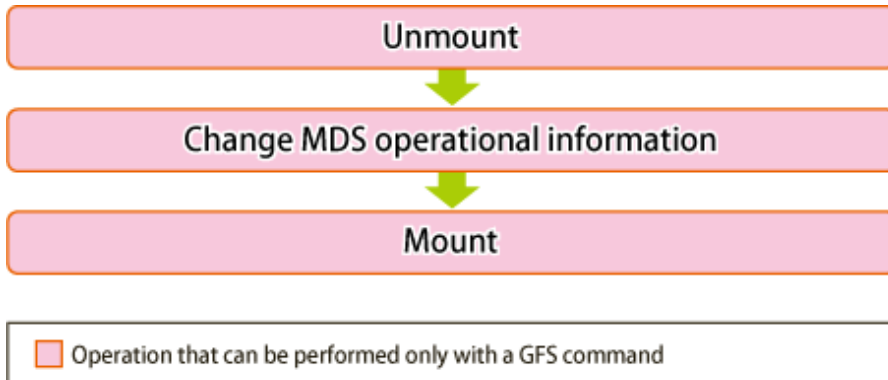 Unmount
Change MDS operational information
Mount
Operation that can be performed only with a GFS command